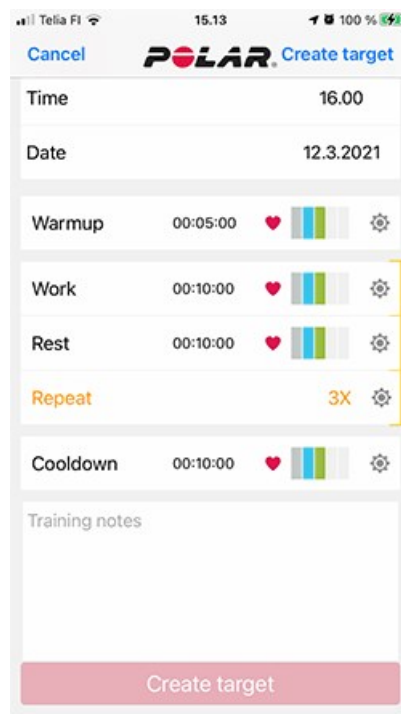 Telia FI 15.13 100 %
Cancel POLAR. Create target
Time 16.00
Date 12.3.2021
Warmup 00:05:00
Work 00:10:00
Rest 00:10:00
Repeat 3X
Cooldown 00:10:00
Training notes
Create target